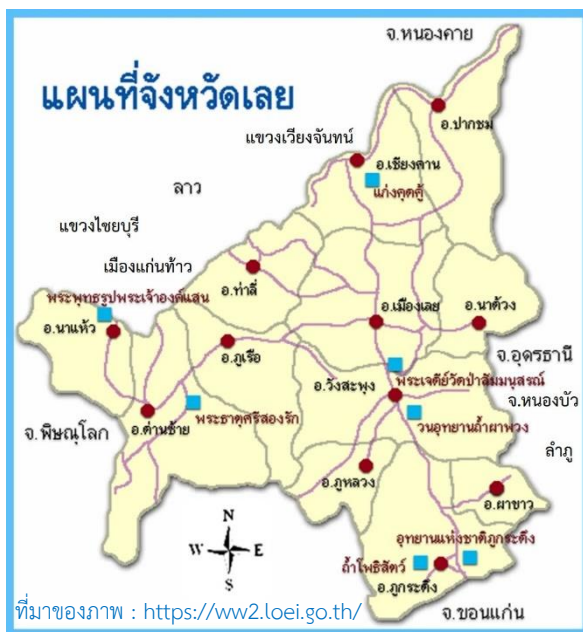 จ.หนองคาย
แผนที่จังหวัดเลย
อ.ปากชม
แขวงเวียงจันทน์
อ.เชียงคาน
แก่งคุดคู้
ลาว
แขวงไชยบุรี
เมืองแก่นท้าว
อ.ท่าลี่
พระพุทธรูปพระเจ้าองค์แสน
อ.นาแห้ว
อ.เมืองเลย
อ.นาด้วง
อ.ภูเรือ
จ.อุดรธานี
อ.วังสะพุง
พระเจดีย์วัดป่าสัมมนุสรณ์
จ.หนองบัว
ลำภู
พระธาตุศรีสองรัก
วนอุทยานถ้ำผาพวง
อ.ด่านซ้าย
จ.พิษณุโลก
อ.ภูหลวง
อ.ผาขาว
N
W
E
S
อุทยานแห่งชาติภูกระดึง
ถ้ำโพธิสัตว์
อ.ภูกระดึง
ที่มาของภาพ : https://ww2.loei.go.th/
จ.ขอนแก่น